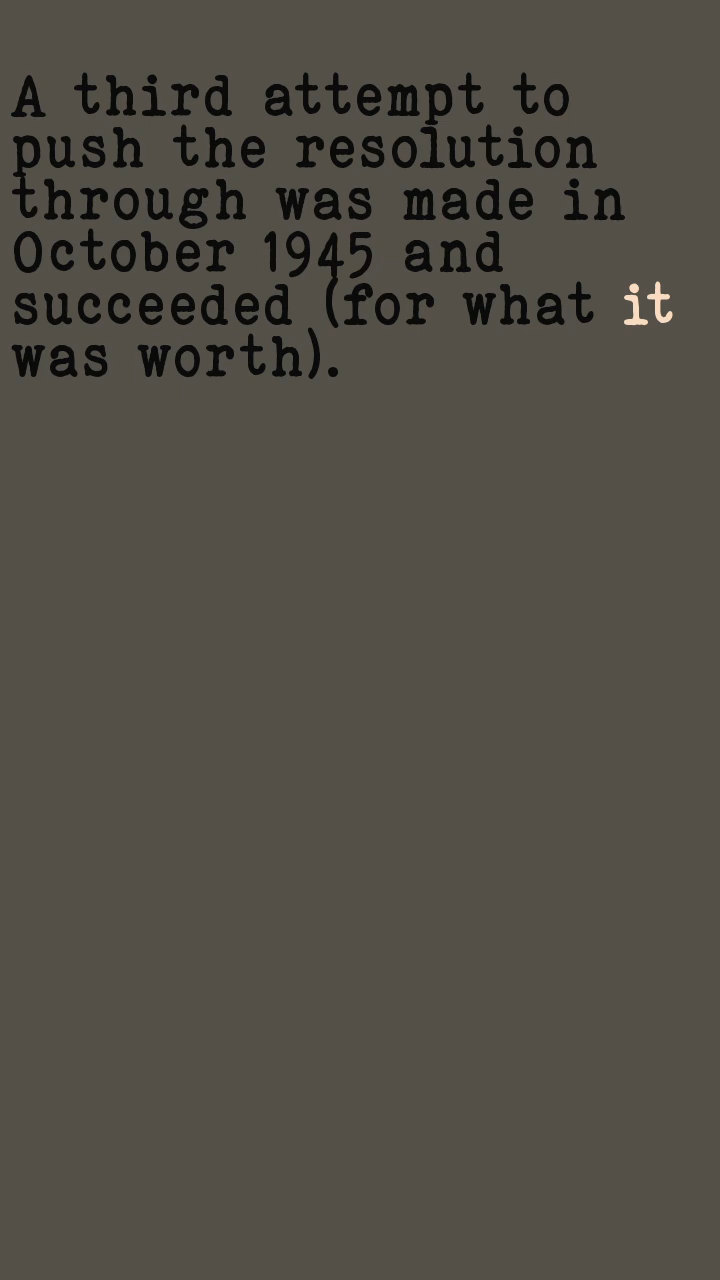 A third attempt to
push the resolution
through was made in
October 1945 and
succeeded (for what it
was worth).